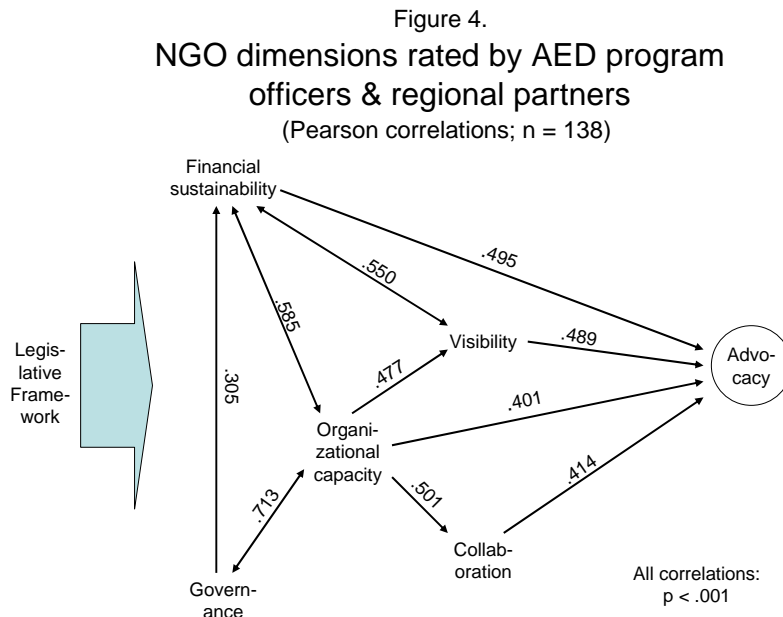 Figure 4.
NGO dimensions rated by AED program
officers & regional partners
(Pearson correlations; n = 138)
Financial
sustainability
.495
.550
.585
Visibility
.489
Advo-
cacy
Legis-
lative
Frame-
work
.305
.477
.401
Organi-
zational
capacity
.414
.713
.501
Collab-
oration
Govern-
ance
All correlations:
p < .001